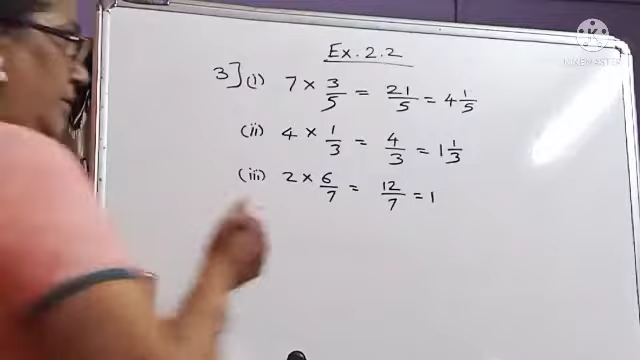 Ex. 2.2
3] (i) 7 × 3/5 = 21/5 = 4 1/5
(ii) 4 × 1/3 = 4/3 = 1 1/3
(iii) 2 × 6/7 = 12/7 = 1
KINEMASTER